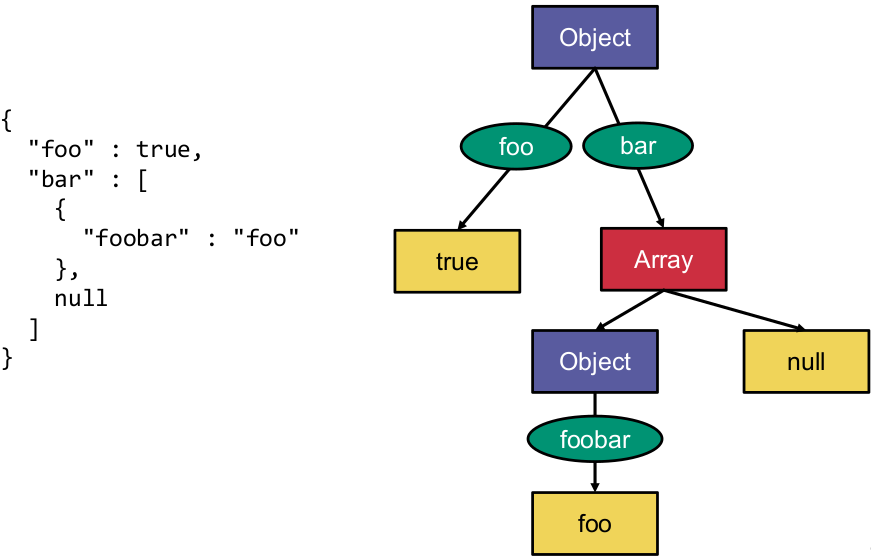 {
  "foo" : true,
  "bar" : [
    {
      "foobar" : "foo"
    },
    null
  ]
}
Object
foo
bar
true
Array
Object
null
foobar
foo